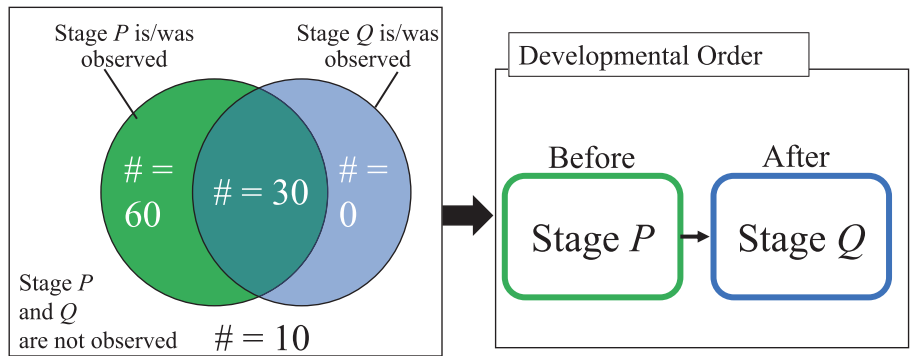 Stage P is/was
observed
Stage Q is/was
observed
# =
60
# = 30
# =
0
Stage P
and Q
are not observed
# = 10
Developmental Order
Before
After
Stage P
Stage Q